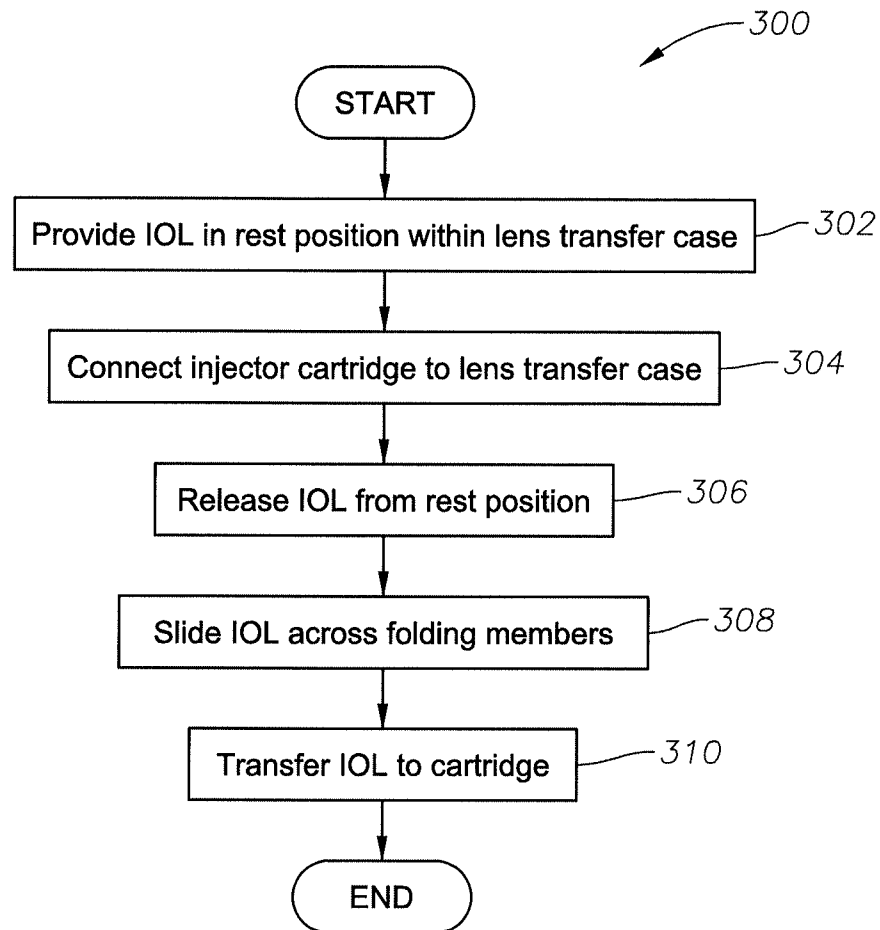 300
START
Provide IOL in rest position within lens transfer case
302
Connect injector cartridge to lens transfer case
304
Release IOL from rest position
306
Slide IOL across folding members
308
Transfer IOL to cartridge
310
END